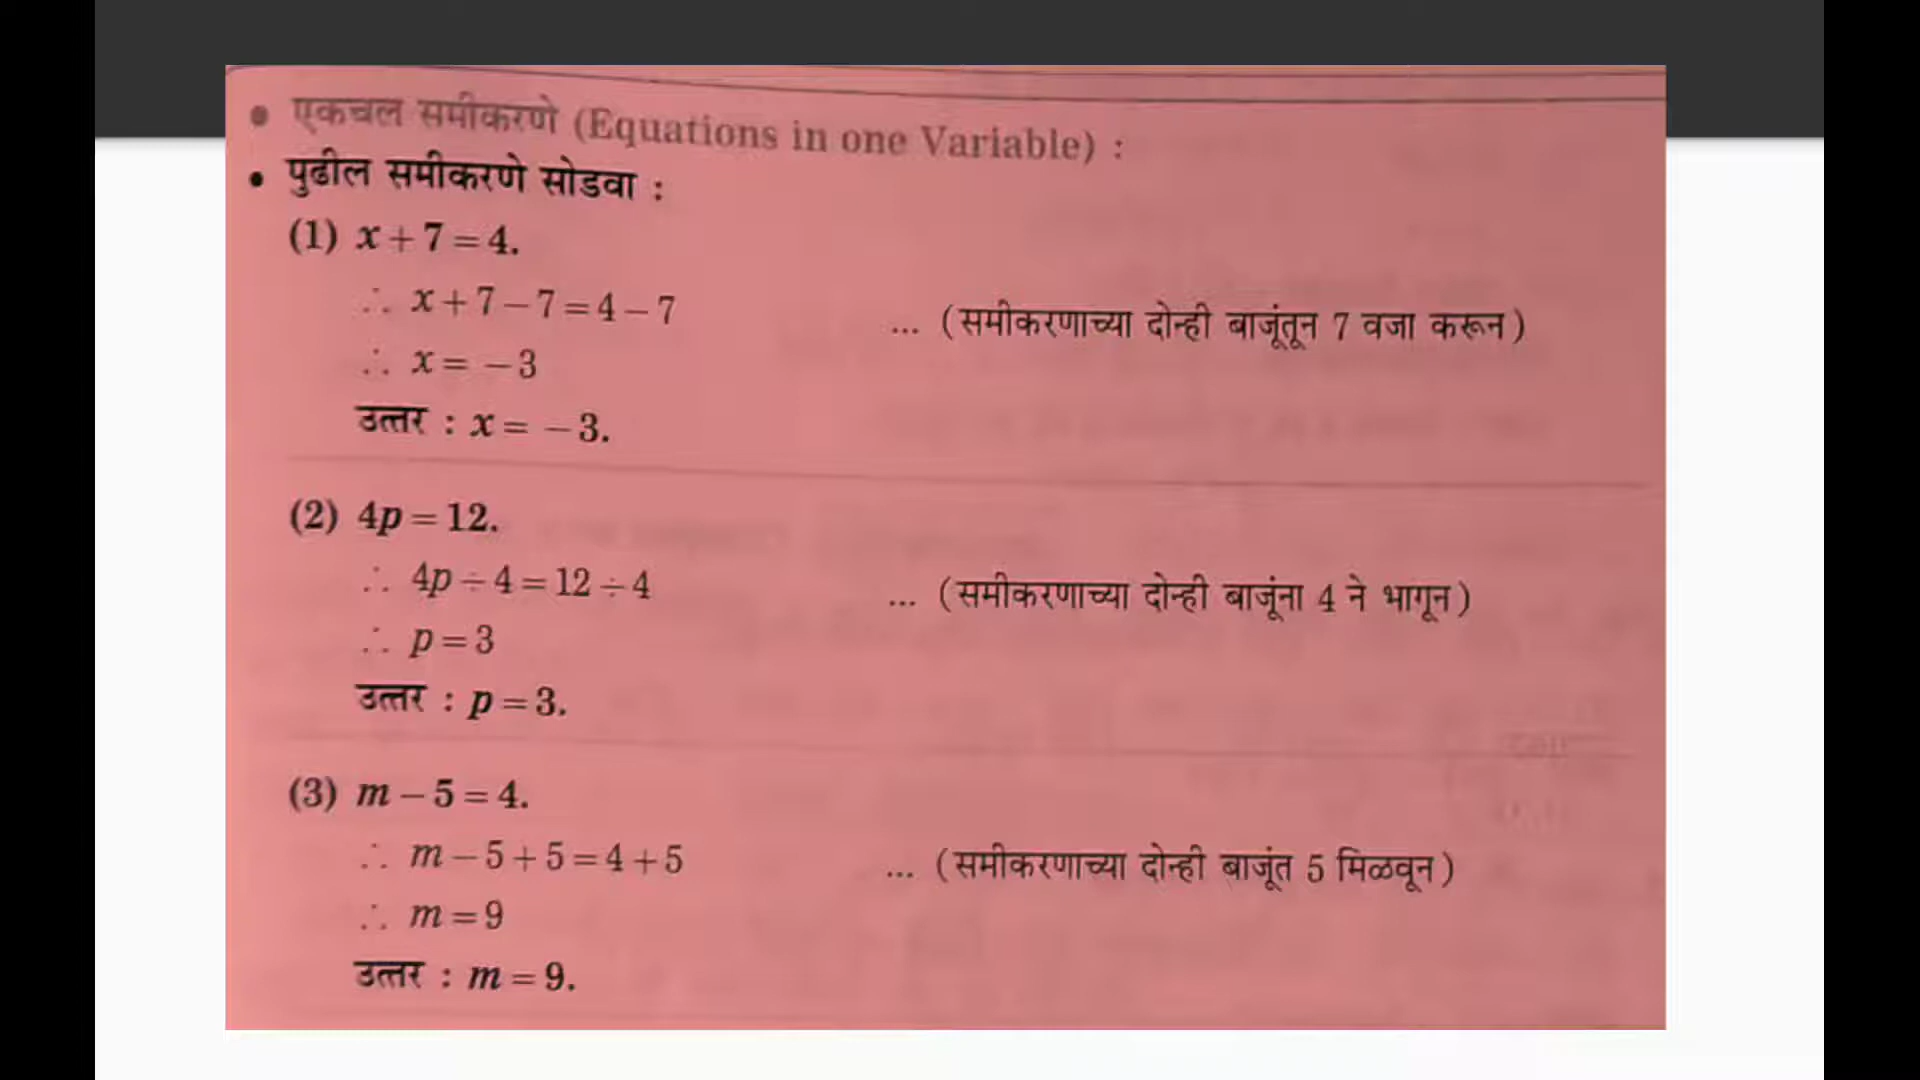 • एकचल समीकरणे (Equations in one Variable) :
• पुढील समीकरणे सोडवा :
(1) x + 7 = 4.
∴ x + 7 – 7 = 4 – 7 ... (समीकरणाच्या दोन्ही बाजूंतून 7 वजा करून)
∴ x = – 3
उत्तर : x = – 3.
(2) 4p = 12.
∴ 4p ÷ 4 = 12 ÷ 4 ... (समीकरणाच्या दोन्ही बाजूंना 4 ने भागून)
∴ p = 3
उत्तर : p = 3.
(3) m – 5 = 4.
∴ m – 5 + 5 = 4 + 5 ... (समीकरणाच्या दोन्ही बाजूंत 5 मिळवून)
∴ m = 9
उत्तर : m = 9.